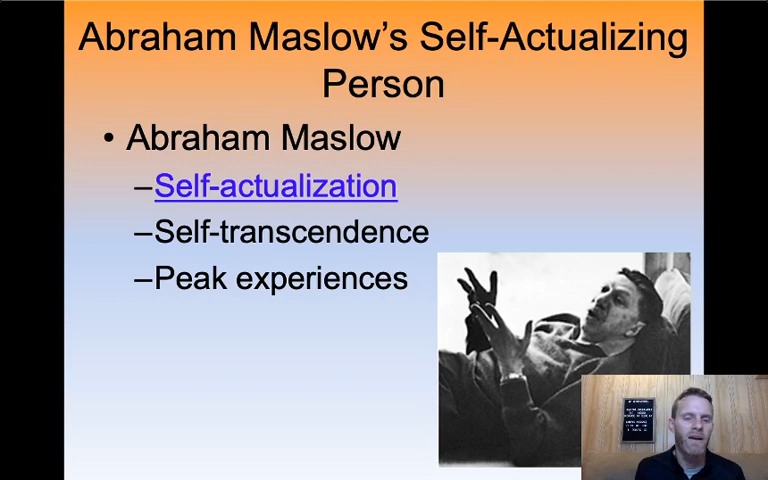 Abraham Maslow’s Self-Actualizing
Person
• Abraham Maslow
–Self-actualization
–Self-transcendence
–Peak experiences